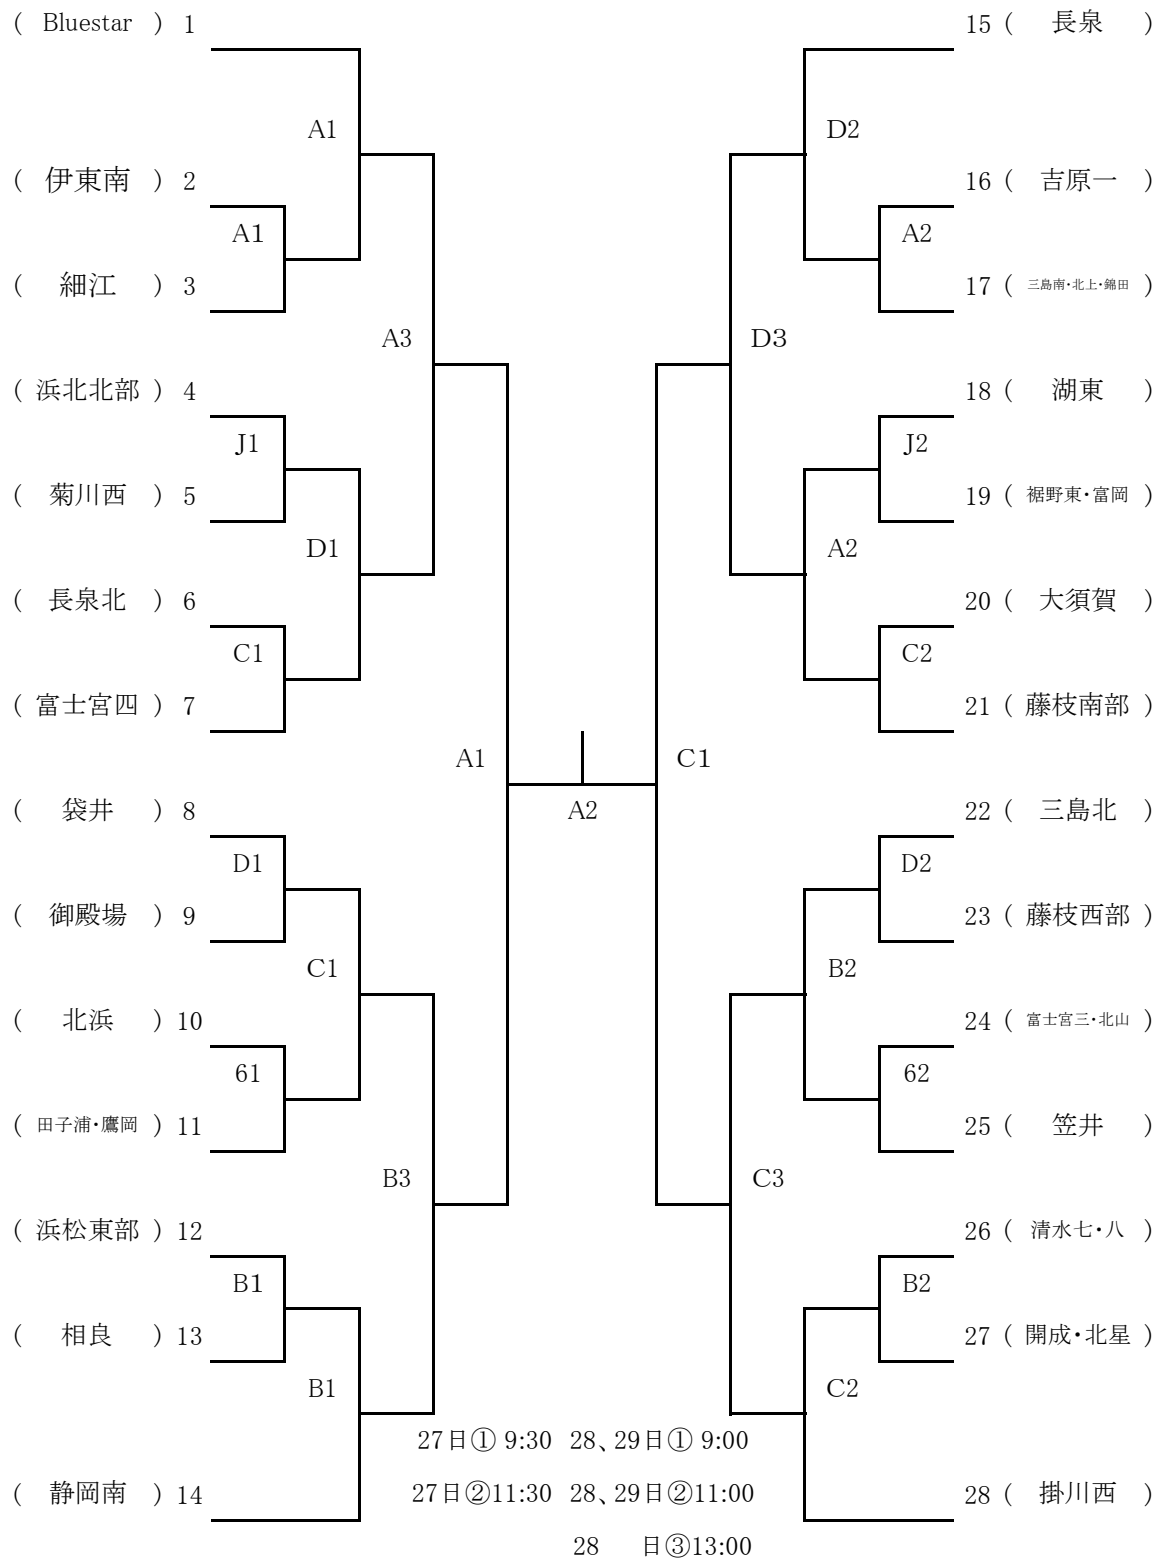 ( Bluestar ) 1
A1
( 伊東南 ) 2
A1
( 細江 ) 3
A3
( 浜北北部 ) 4
J1
( 菊川西 ) 5
D1
( 長泉北 ) 6
C1
( 富士宮四 ) 7
A1
( 袋井 ) 8
D1
( 御殿場 ) 9
C1
( 北浜 ) 10
61
( 田子浦・鷹岡 ) 11
B3
( 浜松東部 ) 12
B1
( 相良 ) 13
B1
( 静岡南 ) 14
A2
15 ( 長泉 )
D2
16 ( 吉原一 )
A2
17 ( 三島南・北上・錦田 )
D3
18 ( 湖東 )
J2
19 ( 裾野東・富岡 )
A2
20 ( 大須賀 )
C2
21 ( 藤枝南部 )
C1
22 ( 三島北 )
D2
23 ( 藤枝西部 )
B2
24 ( 富士宮三・北山 )
62
25 ( 笠井 )
C3
26 ( 清水七・八 )
B2
27 ( 開成・北星 )
C2
28 ( 掛川西 )
27日① 9:30 28、29日① 9:00
27日②11:30 28、29日②11:00
28 日③13:00